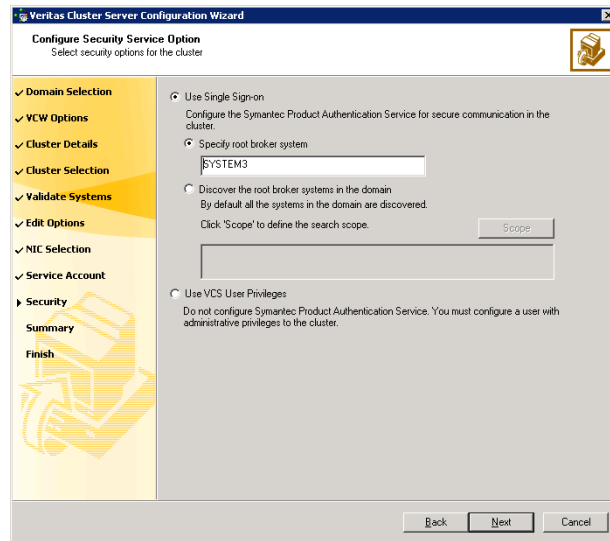 Veritas Cluster Server Configuration Wizard
Configure Security Service Option
Select security options for the cluster
Domain Selection
VCW Options
Cluster Details
Cluster Selection
Validate Systems
Edit Options
NIC Selection
Service Account
Security
Summary
Finish
Use Single Sign-on
Configure the Symantec Product Authentication Service for secure communication in the
cluster.
Specify root broker system
SYSTEM3
Discover the root broker systems in the domain
By default all the systems in the domain are discovered.
Click 'Scope' to define the search scope.
Scope
Use VCS User Privileges
Do not configure Symantec Product Authentication Service. You must configure a user with
administrative privileges to the cluster.
Back
Next
Cancel